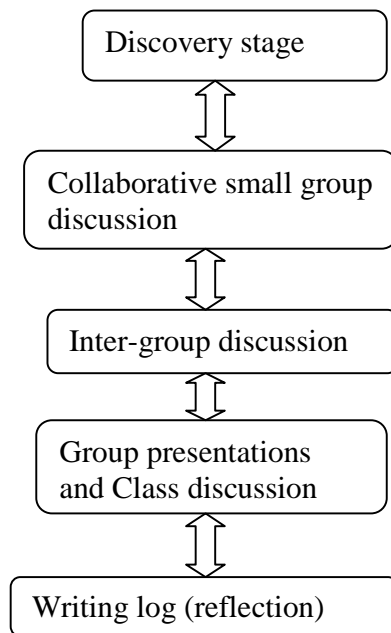 Discovery stage
Collaborative small group
discussion
Inter-group discussion
Group presentations
and Class discussion
Writing log (reflection)